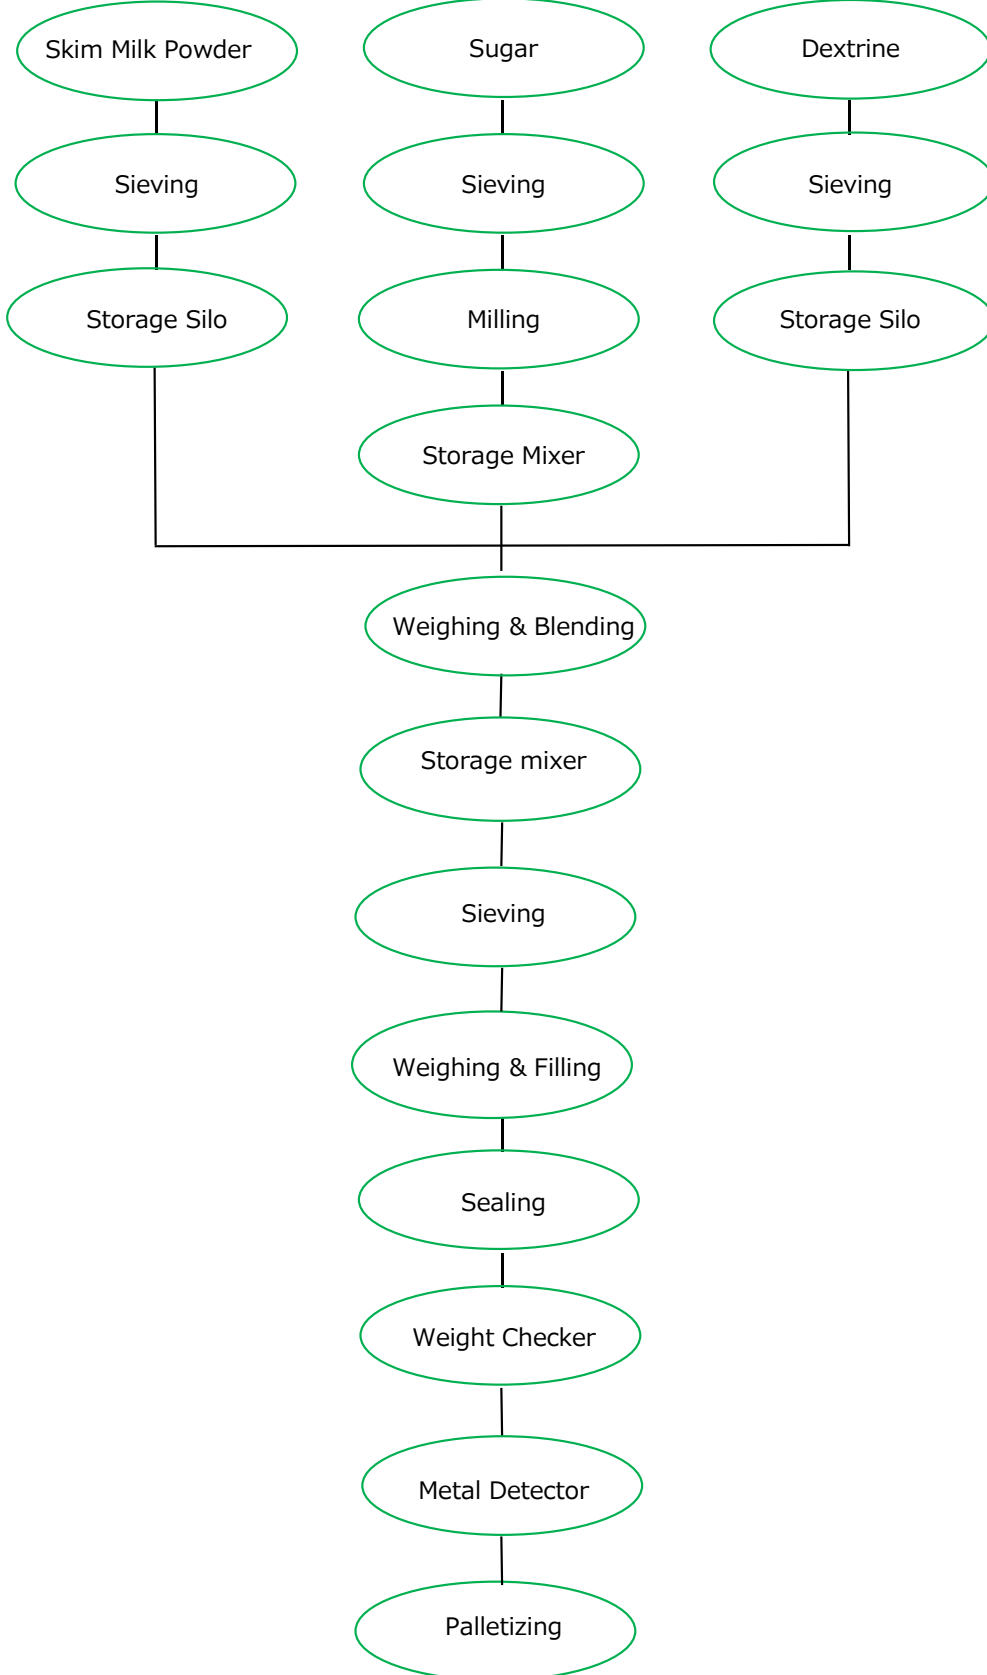 Skim Milk Powder
Sugar
Dextrine
Sieving
Sieving
Sieving
Storage Silo
Milling
Storage Silo
Storage Mixer
Weighing & Blending
Storage mixer
Sieving
Weighing & Filling
Sealing
Weight Checker
Metal Detector
Palletizing